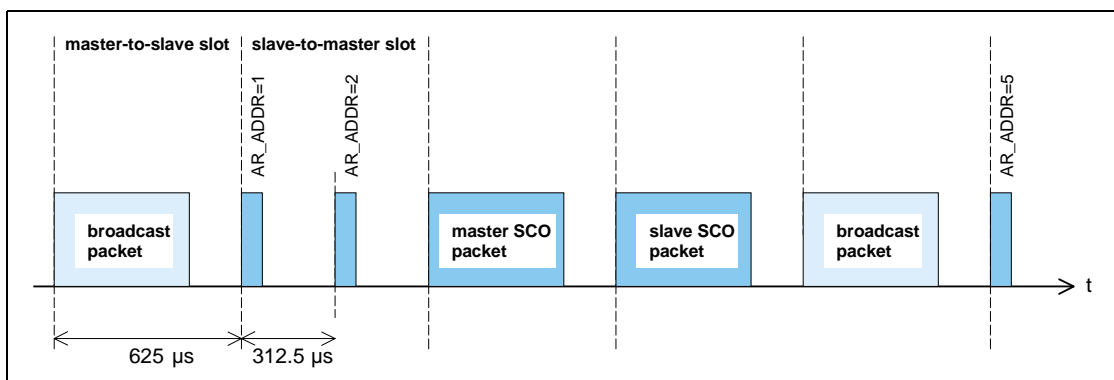 master-to-slave slot
slave-to-master slot
AR_ADDR=1
AR_ADDR=2
AR_ADDR=5
broadcast
packet
master SCO
packet
slave SCO
packet
broadcast
packet
t
625 µs
312.5 µs